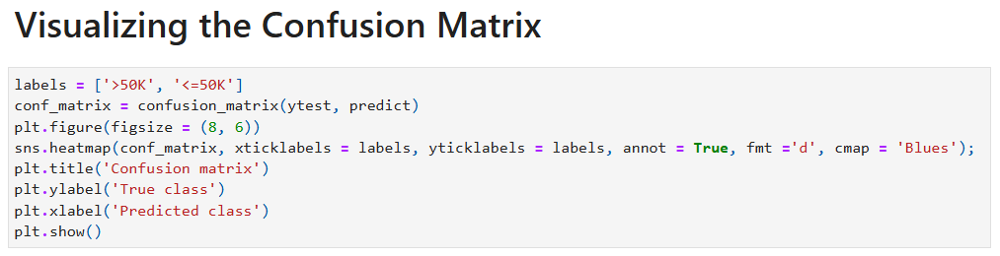 Visualizing the Confusion Matrix
labels = ['>50K', '<=50K']
conf_matrix = confusion_matrix(ytest, predict)
plt.figure(figsize = (8, 6))
sns.heatmap(conf_matrix, xticklabels = labels, yticklabels = labels, annot = True, fmt ='d', cmap = 'Blues');
plt.title('Confusion matrix')
plt.ylabel('True class')
plt.xlabel('Predicted class')
plt.show()